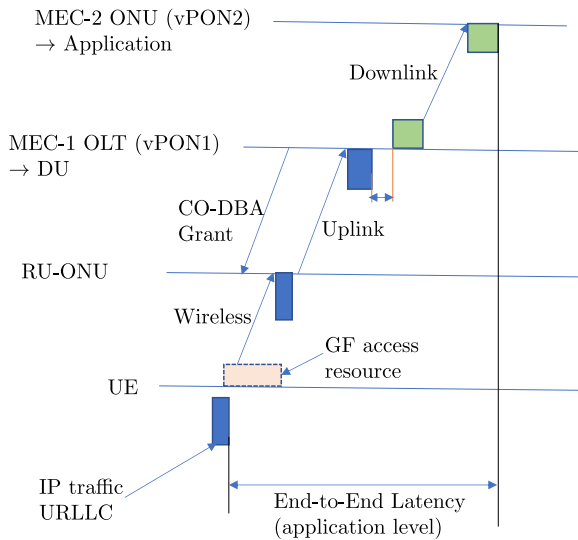 MEC-2 ONU (vPON2)
→ Application
Downlink
MEC-1 OLT (vPON1)
→ DU
CO-DBA
Grant
Uplink
RU-ONU
Wireless
GF access
resource
UE
IP traffic
URLLC
End-to-End Latency
(application level)